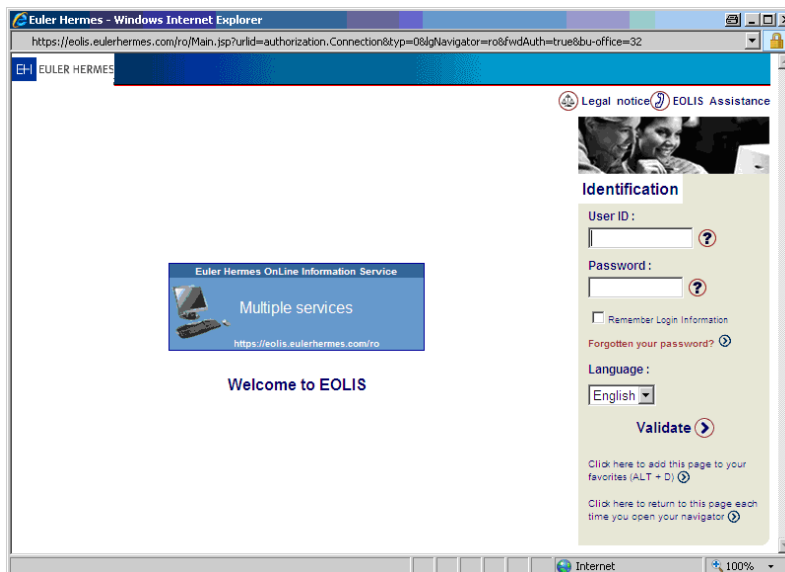 Euler Hermes - Windows Internet Explorer
https://eolis.eulerhermes.com/ro/Main.jsp?urlid=authorization.Connection&typ=0&lgNavigator=ro&fwdAuth=true&bu-office=32
EH EULER HERMES
Legal notice EOLIS Assistance
Identification
User ID :
?
Password :
?
Remember Login Information
Forgotten your password?
Language :
English
Validate
Click here to add this page to your
favorites (ALT + D)
Click here to return to this page each
time you open your navigator
Euler Hermes OnLine Information Service
Multiple services
https://eolis.eulerhermes.com/ro
Welcome to EOLIS
Internet
100%